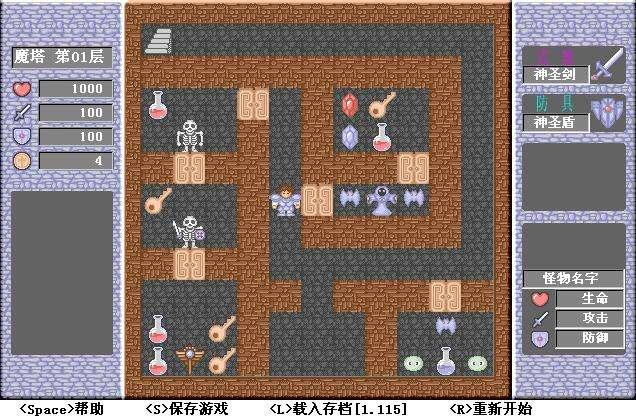 魔塔 第01层
1000
100
100
4
武 器
神圣剑
防 具
神圣盾
怪物名字
生命
攻击
防御
<Space>帮助 <S>保存游戏 <L>载入存档[1.115] <R>重新开始